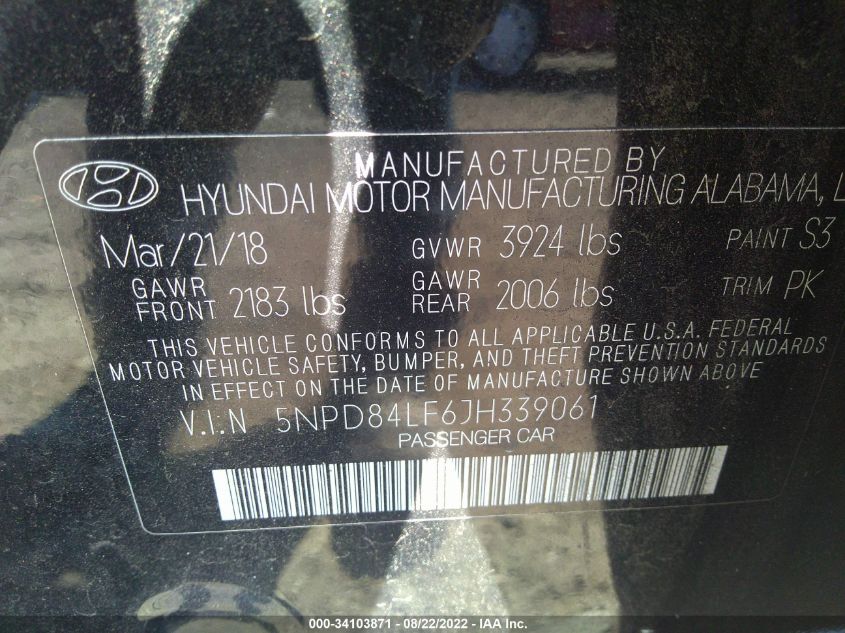 MANUFACTURED BY
HYUNDAI MOTOR MANUFACTURING ALABAMA, L
Mar/21/18 GVWR 3924 lbs PAINT S3
GAWR FRONT 2183 lbs GAWR REAR 2006 lbs TRIM PK
THIS VEHICLE CONFORMS TO ALL APPLICABLE U.S.A. FEDERAL
MOTOR VEHICLE SAFETY, BUMPER, AND THEFT PREVENTION STANDARDS
IN EFFECT ON THE DATE OF MANUFACTURE SHOWN ABOVE
V.I.N 5NPD84LF6JH339061
PASSENGER CAR
000-34103871 - 08/22/2022 - IAA Inc.